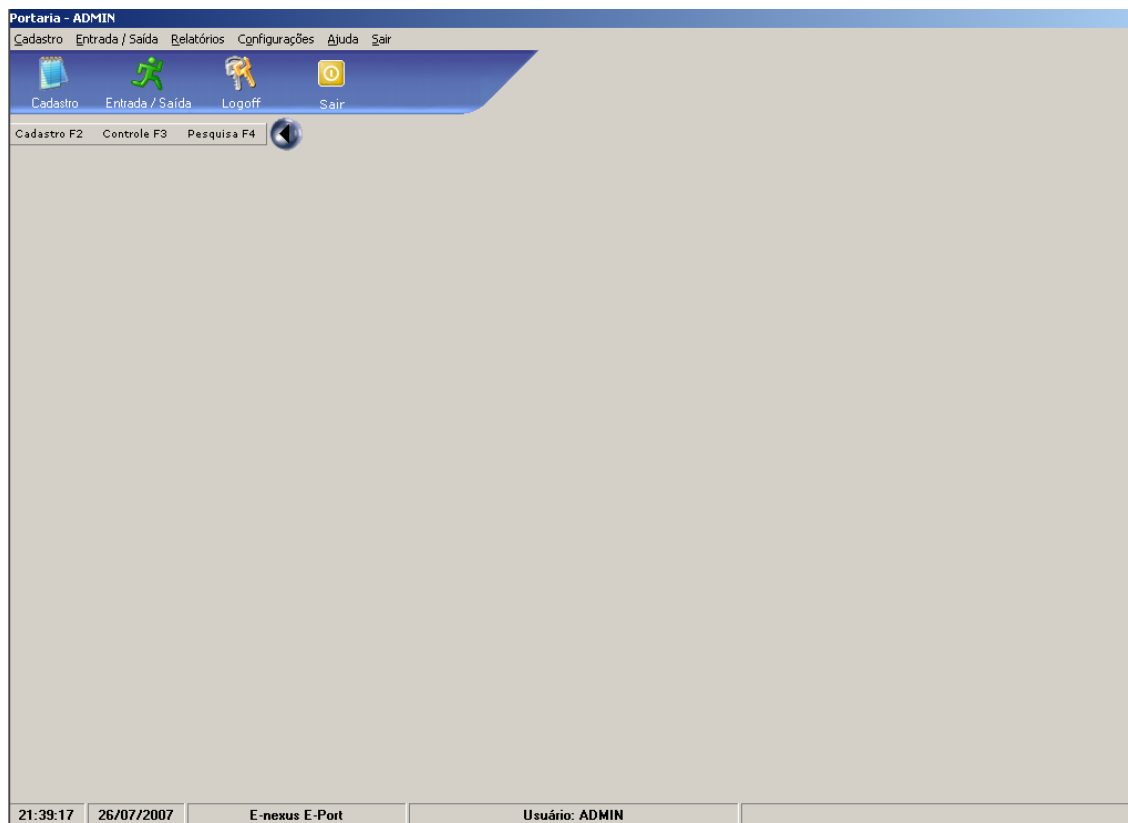 Portaria - ADMIN
Cadastro Entrada / Saída Relatórios Configurações Ajuda Sair
Cadastro Entrada / Saída Logoff Sair
Cadastro F2 Controle F3 Pesquisa F4
21:39:17 26/07/2007 E-nexus E-Port Usuário: ADMIN